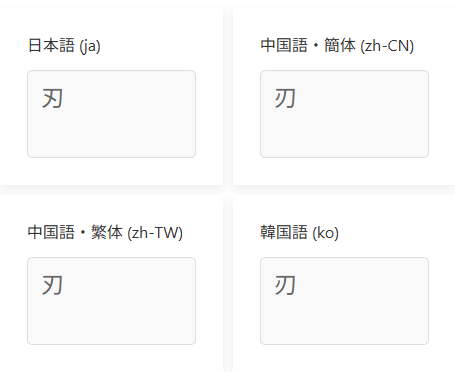 日本語 (ja)
刃
中国語・簡体 (zh-CN)
刃
中国語・繁体 (zh-TW)
刃
韓国語 (ko)
刃